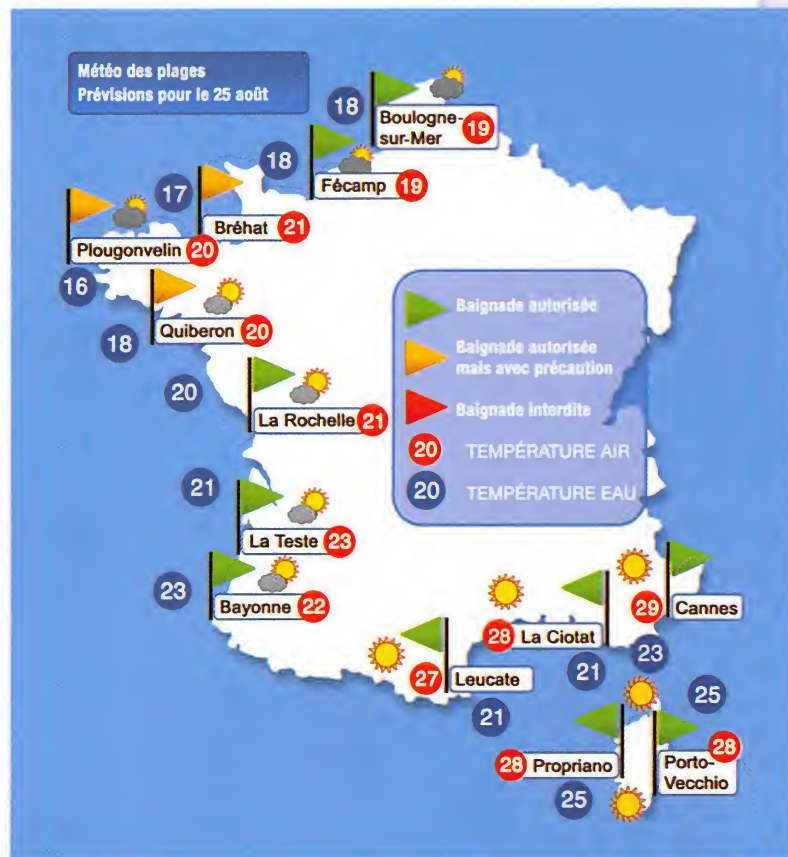 Météo des plages
Prévisions pour le 25 août
18
Boulogne-
sur-Mer 19
18
Fécamp 19
17
Bréhat 21
Plougonvelin 20
16
Quiberon 20
18
20
La Rochelle 21
21
La Teste 23
23
Bayonne 22
Baignade autorisée
Baignade autorisée
mais avec précaution
Baignade interdite
20 TEMPÉRATURE AIR
20 TEMPÉRATURE EAU
29 Cannes
23
28 La Ciotat
21
27 Leucate
21
25
28
Porto-
Vecchio
28 Propriano
25